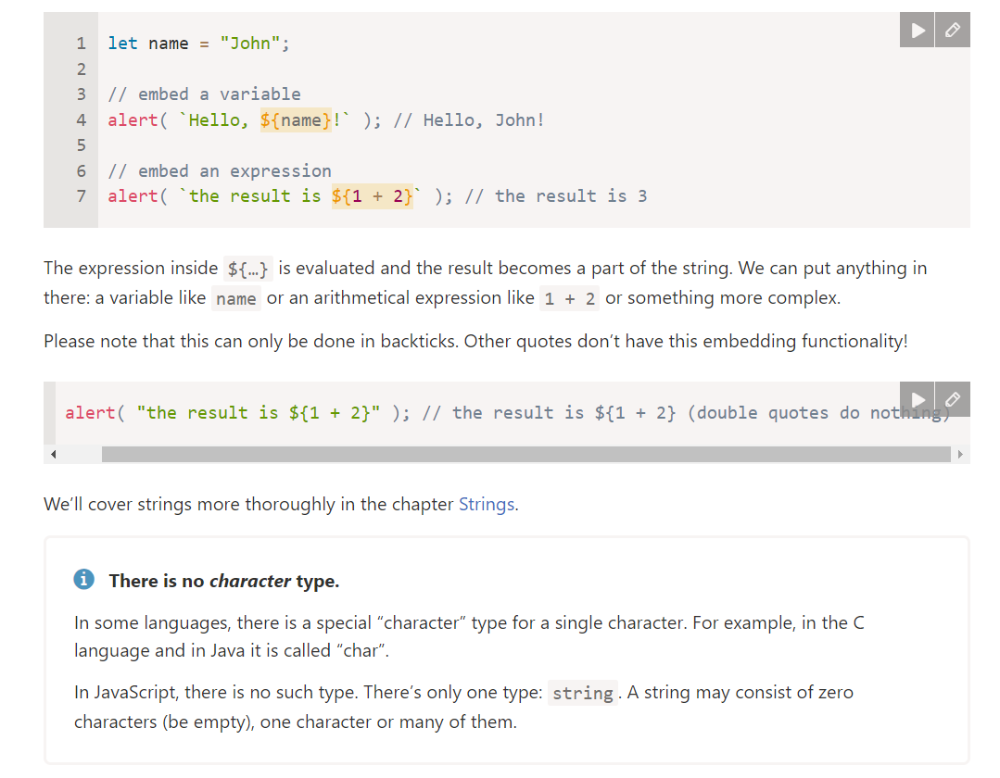 1 let name = "John";
2
3 // embed a variable
4 alert( `Hello, ${name}!` ); // Hello, John!
5
6 // embed an expression
7 alert( `the result is ${1 + 2}` ); // the result is 3
The expression inside ${…} is evaluated and the result becomes a part of the string. We can put anything in
there: a variable like name or an arithmetical expression like 1 + 2 or something more complex.
Please note that this can only be done in backticks. Other quotes don’t have this embedding functionality!
alert( "the result is ${1 + 2}" ); // the result is ${1 + 2} (double quotes do nothing)
We’ll cover strings more thoroughly in the chapter Strings.
There is no character type.
In some languages, there is a special “character” type for a single character. For example, in the C
language and in Java it is called “char”.
In JavaScript, there is no such type. There’s only one type: string. A string may consist of zero
characters (be empty), one character or many of them.